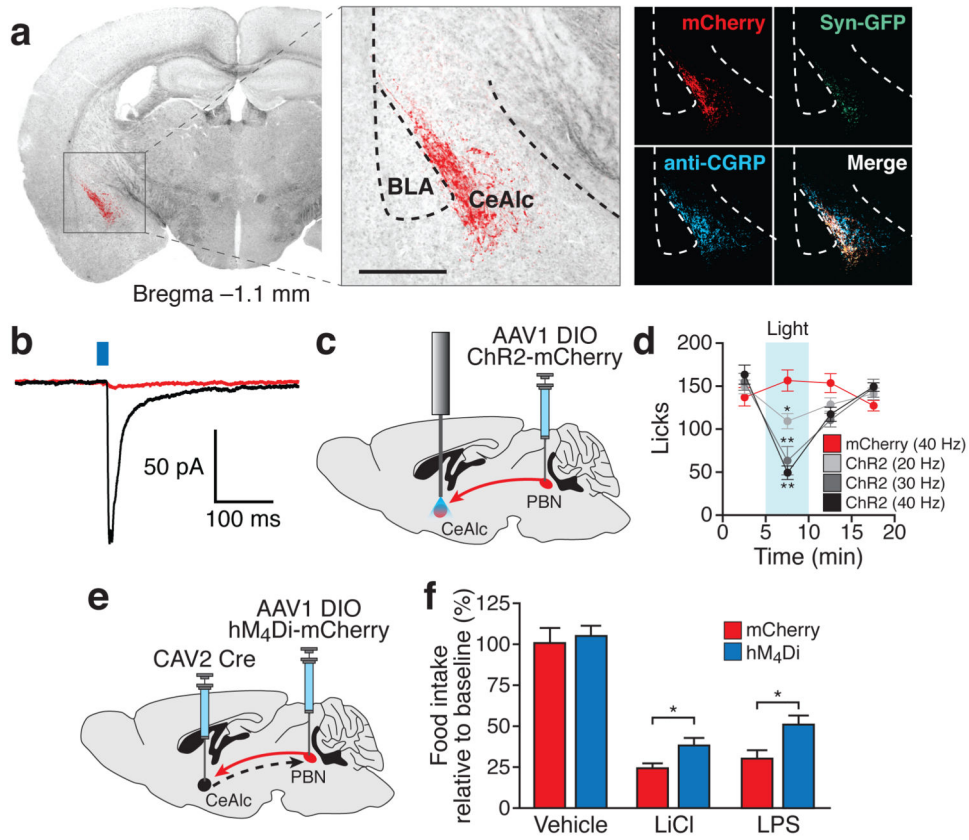 a
Bregma –1.1 mm
BLA
CeAlc
mCherry
Syn-GFP
anti-CGRP
Merge
b
50 pA
100 ms
c
AAV1 DIO
ChR2-mCherry
CeAlc
PBN
d
Light
Licks
200
150
100
50
0
*
**
**
mCherry (40 Hz)
ChR2 (20 Hz)
ChR2 (30 Hz)
ChR2 (40 Hz)
0 5 10 15 20
Time (min)
e
AAV1 DIO
hM₄Di-mCherry
CAV2 Cre
CeAlc
PBN
f
Food intake
relative to baseline (%)
125
100
75
50
25
0
mCherry
hM₄Di
*
*
Vehicle LiCl LPS